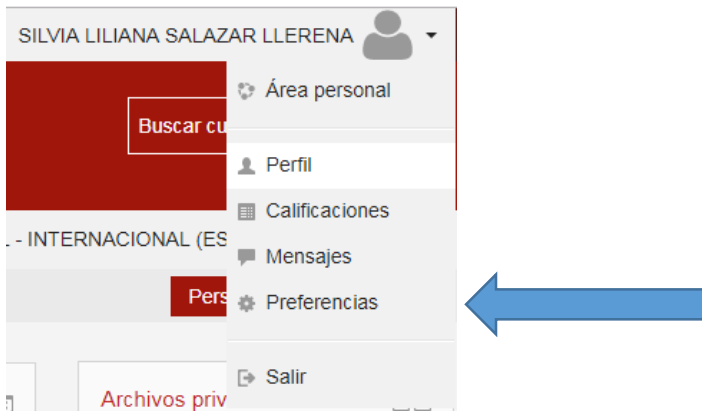 SILVIA LILIANA SALAZAR LLERENA
Área personal
Buscar cu
Perfil
Calificaciones
- INTERNACIONAL (ES
Mensajes
Pers
Preferencias
Salir
Archivos priv